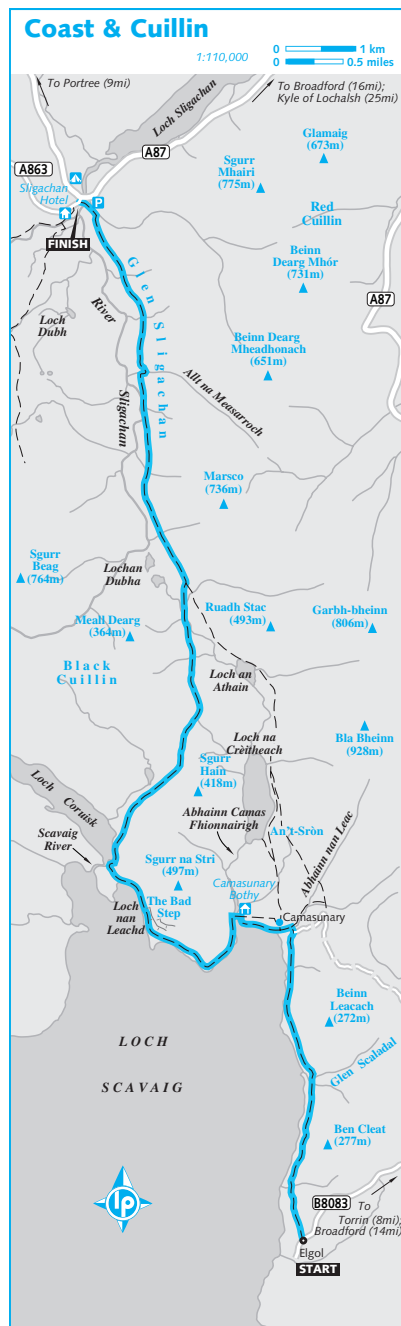 Coast & Cuillin
1:110,000
0 1 km
0 0.5 miles
To Portree (9mi)
To Broadford (16mi);
Kyle of Lochalsh (25mi)
Loch Sligachan
A87
A863
Sligachan
Hotel
P
FINISH
Glamaig
(673m)
Sgurr
Mhairi
(775m)
Red
Cuillin
Beinn
Dearg Mhór
(731m)
A87
Glen Sligachan
River
Sligachan
Loch
Dubh
Beinn Dearg
Mheadhonach
(651m)
Allt na Measarroch
Marsco
(736m)
Sgurr
Beag
(764m)
Lochan
Dubha
Ruadh Stac
(493m)
Garbh-bheinn
(806m)
Meall Dearg
(364m)
Black
Cuillin
Loch an
Athain
Loch na
Crèitheach
Bla Bheinn
(928m)
Sgurr
Hain
(418m)
Loch
Coruisk
Abhainn Camas
Fhionnairigh
An't-Sròn
Abhainn nan Leac
Scavaig
River
Sgurr na Stri
(497m)
Camasunary
Bothy
The Bad
Step
Loch
nan
Leachd
Camasunary
Beinn
Leacach
(272m)
LOCH
SCAVAIG
Glen Scaladal
Ben Cleat
(277m)
lp
B8083
To
Torrin (8mi);
Broadford (14mi)
Elgol
START